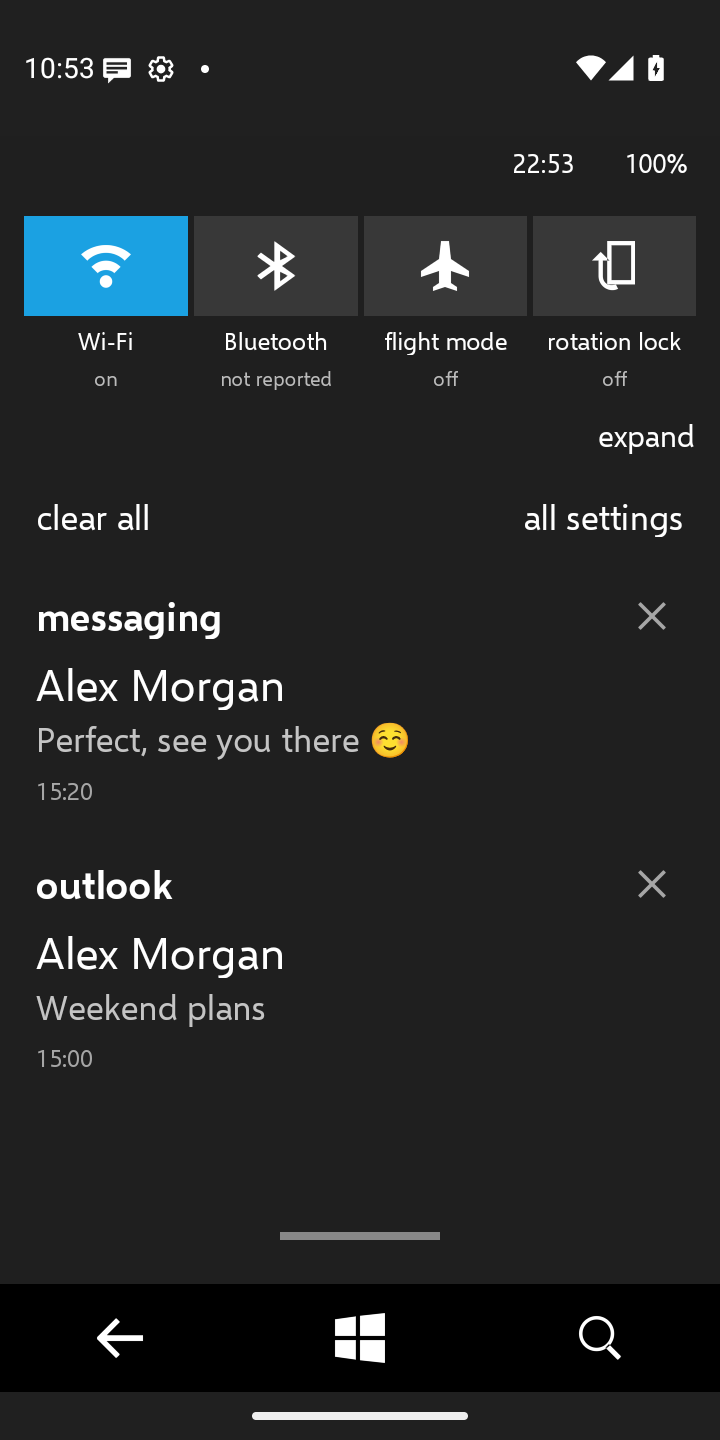 10:53
22:53 100%
Wi-Fi Bluetooth flight mode rotation lock
on not reported off off
expand
clear all all settings
messaging
Alex Morgan
Perfect, see you there ☺️
15:20
outlook
Alex Morgan
Weekend plans
15:00